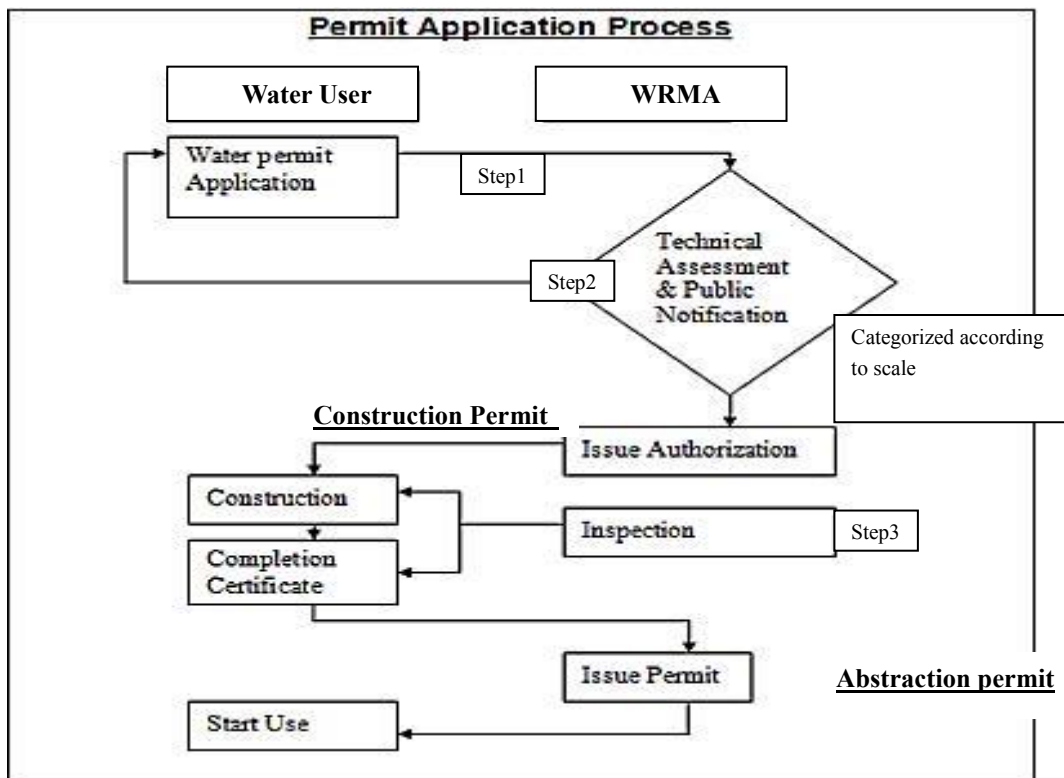 Permit Application Process
Water User
WRMA
Water permit
Application
Step1
Technical
Assessment
& Public
Notification
Step2
Categorized according
to scale
Construction Permit
Issue Authorization
Construction
Inspection
Step3
Completion
Certificate
Issue Permit
Abstraction permit
Start Use